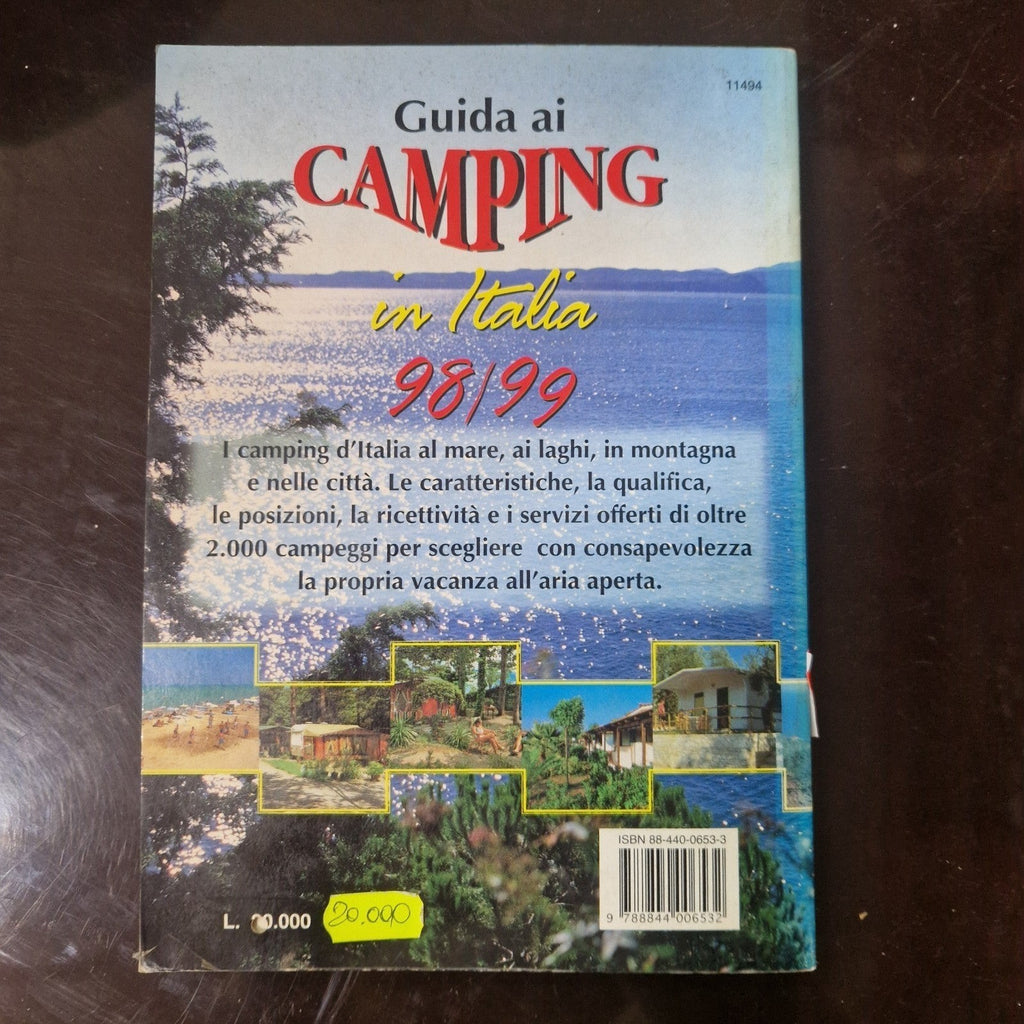 11494
Guida ai
CAMPING
in Italia
98/99
I camping d'Italia al mare, ai laghi, in montagna
e nelle città. Le caratteristiche, la qualifica,
le posizioni, la ricettività e i servizi offerti di oltre
2.000 campeggi per scegliere con consapevolezza
la propria vacanza all'aria aperta.
ISBN 88-440-0653-3
9 788844 006532
L. 0.000 20.000